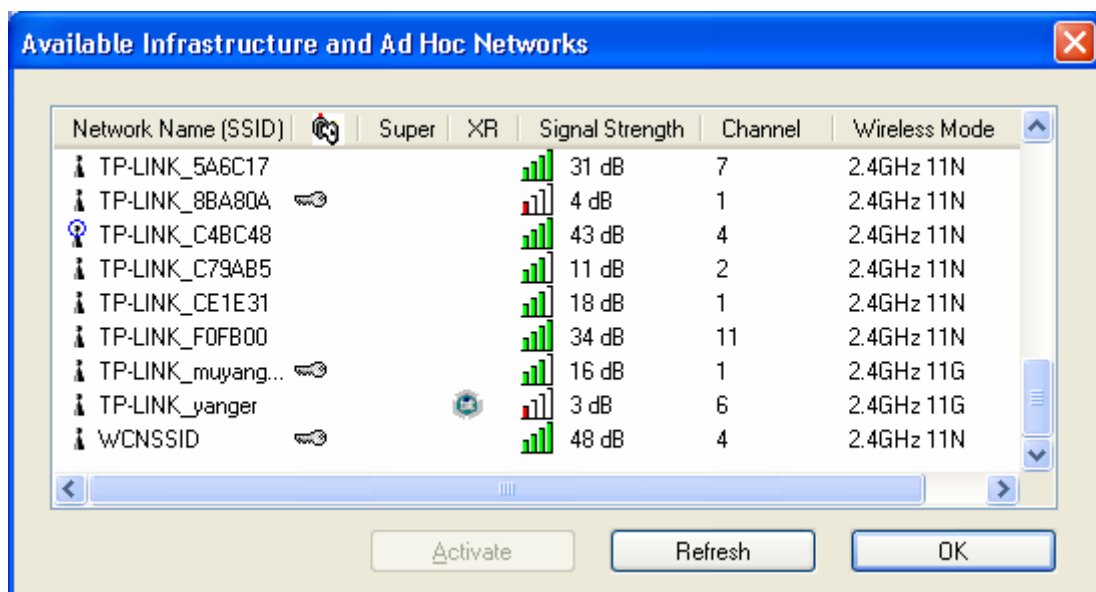 Available Infrastructure and Ad Hoc Networks
Network Name (SSID) Super XR Signal Strength Channel Wireless Mode
TP-LINK_5A6C17 31 dB 7 2.4GHz 11N
TP-LINK_8BA80A 4 dB 1 2.4GHz 11N
TP-LINK_C4BC48 43 dB 4 2.4GHz 11N
TP-LINK_C79AB5 11 dB 2 2.4GHz 11N
TP-LINK_CE1E31 18 dB 1 2.4GHz 11N
TP-LINK_F0FB00 34 dB 11 2.4GHz 11N
TP-LINK_muyang... 16 dB 1 2.4GHz 11G
TP-LINK_yanger 3 dB 6 2.4GHz 11G
WCNSSID 48 dB 4 2.4GHz 11N
Activate Refresh OK